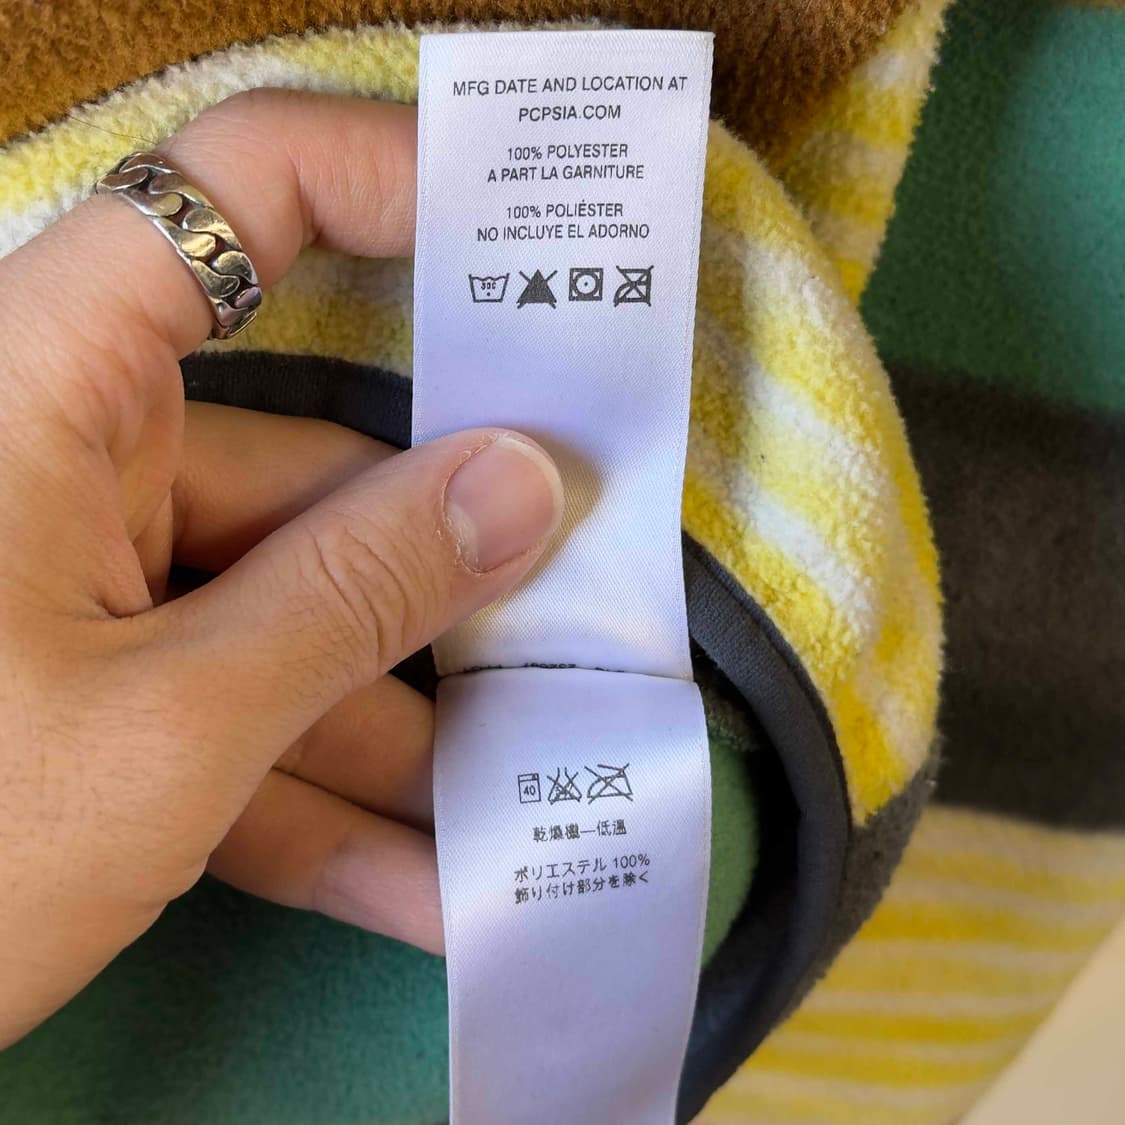 MFG DATE AND LOCATION AT
PCPSIA.COM
100% POLYESTER
A PART LA GARNITURE
100% POLIÉSTER
NO INCLUYE EL ADORNO
30C
40
乾燥機—低温
ポリエステル 100%
飾り付け部分を除く